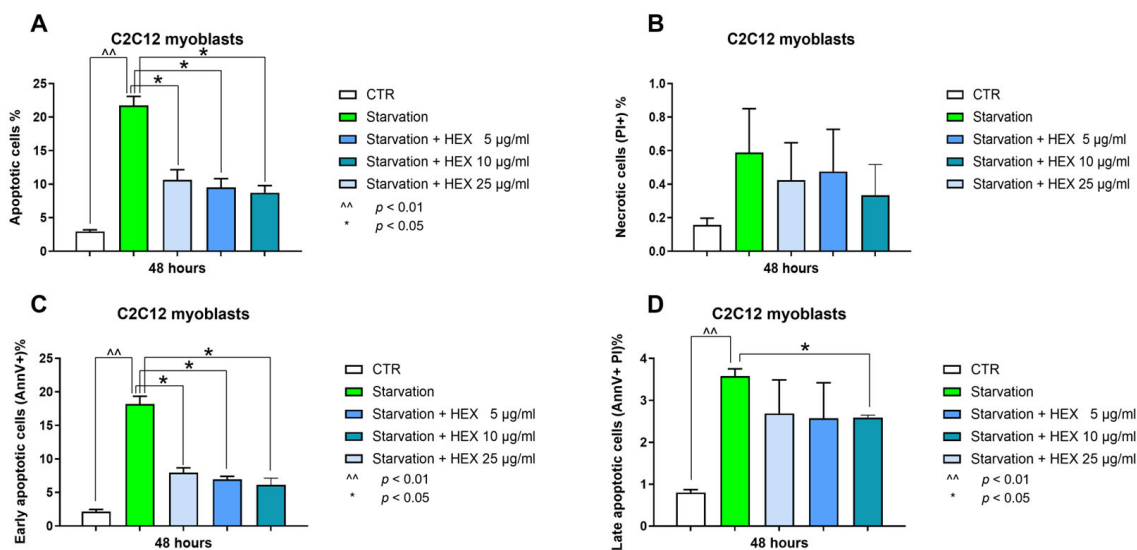 A
C2C12 myoblasts
^^
*
*
*
Apoptotic cells %
25
20
15
10
5
0
48 hours
CTR
Starvation
Starvation + HEX 5 µg/ml
Starvation + HEX 10 µg/ml
Starvation + HEX 25 µg/ml
^^ p < 0.01
* p < 0.05
B
C2C12 myoblasts
Necrotic cells (PI+) %
1.0
0.8
0.6
0.4
0.2
0.0
48 hours
CTR
Starvation
Starvation + HEX 5 µg/ml
Starvation + HEX 10 µg/ml
Starvation + HEX 25 µg/ml
C
C2C12 myoblasts
^^
*
*
*
Early apoptotic cells (AnnV+)%
25
20
15
10
5
0
48 hours
CTR
Starvation
Starvation + HEX 5 µg/ml
Starvation + HEX 10 µg/ml
Starvation + HEX 25 µg/ml
^^ p < 0.01
* p < 0.05
D
C2C12 myoblasts
^^
*
Late apoptotic cells (AnnV+ PI)%
4
3
2
1
0
48 hours
CTR
Starvation
Starvation + HEX 5 µg/ml
Starvation + HEX 10 µg/ml
Starvation + HEX 25 µg/ml
^^ p < 0.01
* p < 0.05